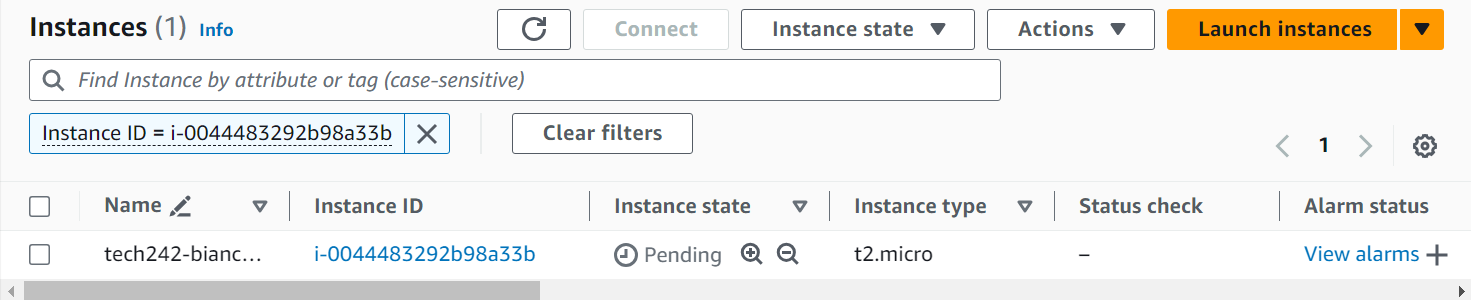 Instances (1) Info
Connect
Instance state
Actions
Launch instances
Find Instance by attribute or tag (case-sensitive)
Instance ID = i-0044483292b98a33b
Clear filters
1
Name Instance ID Instance state Instance type Status check Alarm status
tech242-bianc... i-0044483292b98a33b Pending t2.micro – View alarms